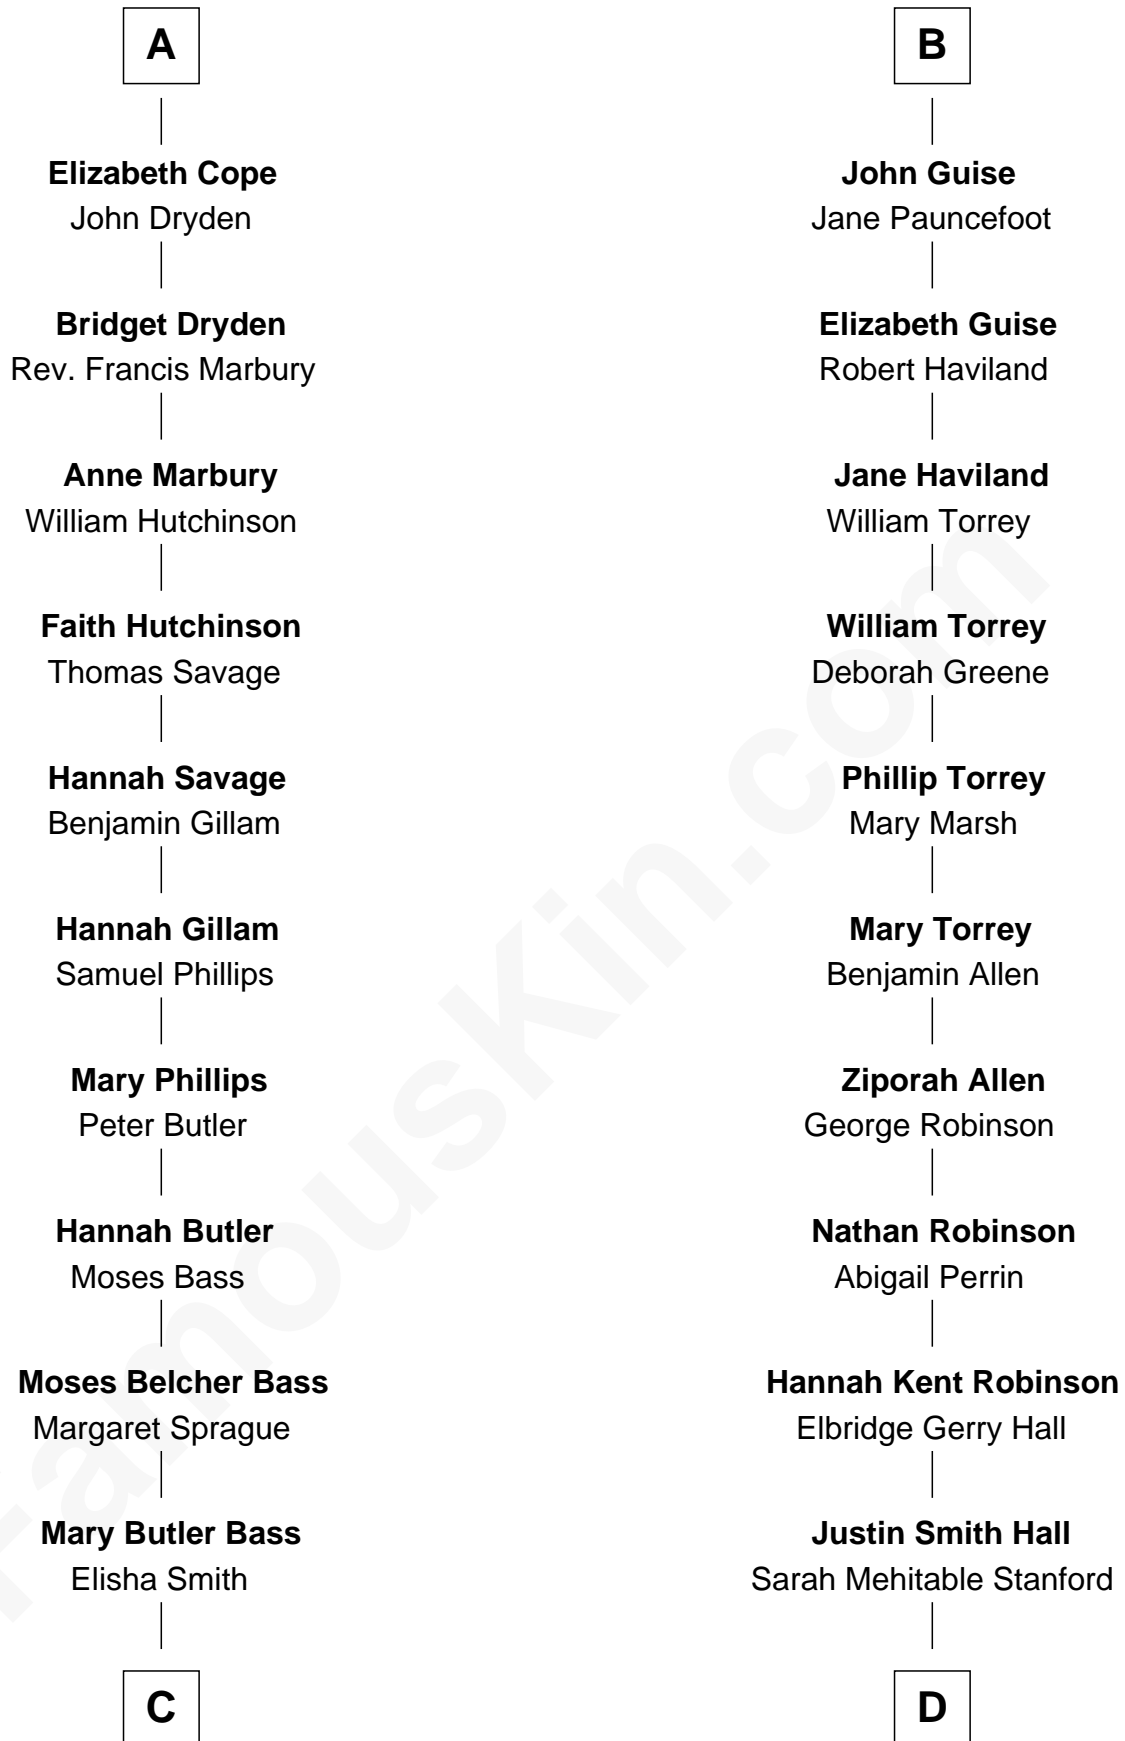 A
Elizabeth Cope
John Dryden
Bridget Dryden
Rev. Francis Marbury
Anne Marbury
William Hutchinson
Faith Hutchinson
Thomas Savage
Hannah Savage
Benjamin Gillam
Hannah Gillam
Samuel Phillips
Mary Phillips
Peter Butler
Hannah Butler
Moses Bass
Moses Belcher Bass
Margaret Sprague
Mary Butler Bass
Elisha Smith
C
B
John Guise
Jane Pauncefoot
Elizabeth Guise
Robert Haviland
Jane Haviland
William Torrey
William Torrey
Deborah Greene
Phillip Torrey
Mary Marsh
Mary Torrey
Benjamin Allen
Ziporah Allen
George Robinson
Nathan Robinson
Abigail Perrin
Hannah Kent Robinson
Elbridge Gerry Hall
Justin Smith Hall
Sarah Mehitable Stanford
D
FamousKin.com